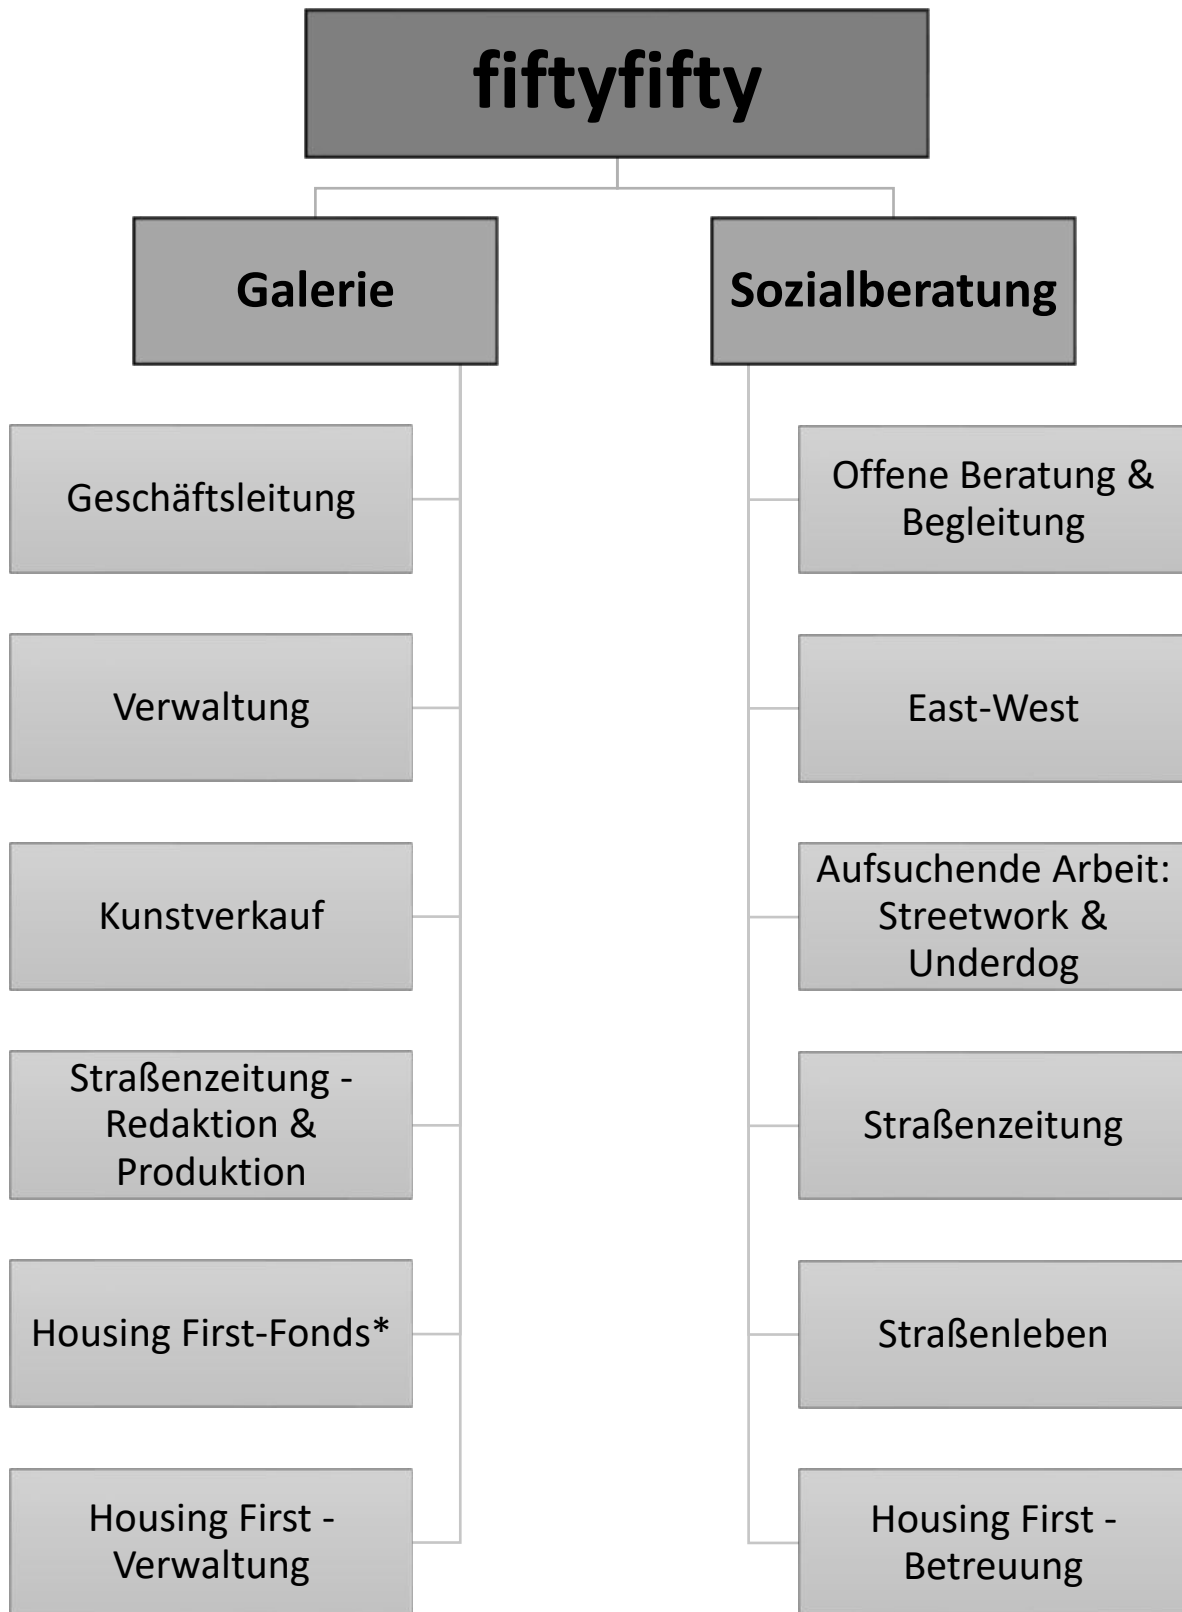 fiftyfifty
Galerie
Sozialberatung
Geschäftsleitung
Verwaltung
Kunstverkauf
Straßenzeitung -
Redaktion &
Produktion
Housing First-Fonds*
Housing First -
Verwaltung
Offene Beratung &
Begleitung
East-West
Aufsuchende Arbeit:
Streetwork &
Underdog
Straßenzeitung
Straßenleben
Housing First -
Betreuung